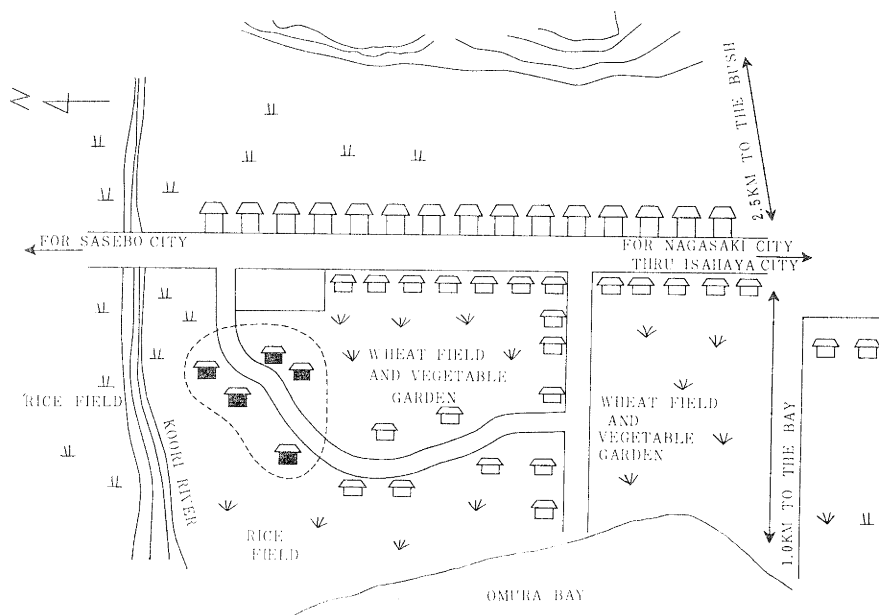 N
2.5KM TO THE BUSH
FOR SASEBO CITY
FOR NAGASAKI CITY
THRU ISAHAYA CITY
WHEAT FIELD
AND VEGETABLE
GARDEN
RICE FIELD
KOORI RIVER
WHEAT FIELD
AND
VEGETABLE
GARDEN
1.0KM TO THE BAY
RICE
FIELD
OMURA BAY